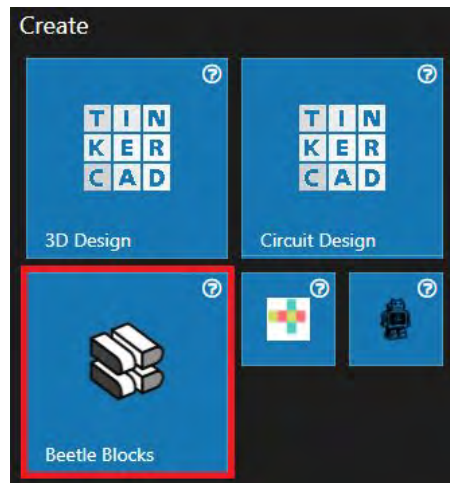 Create
TIN
KER
CAD
3D Design
TIN
KER
CAD
Circuit Design
Beetle Blocks